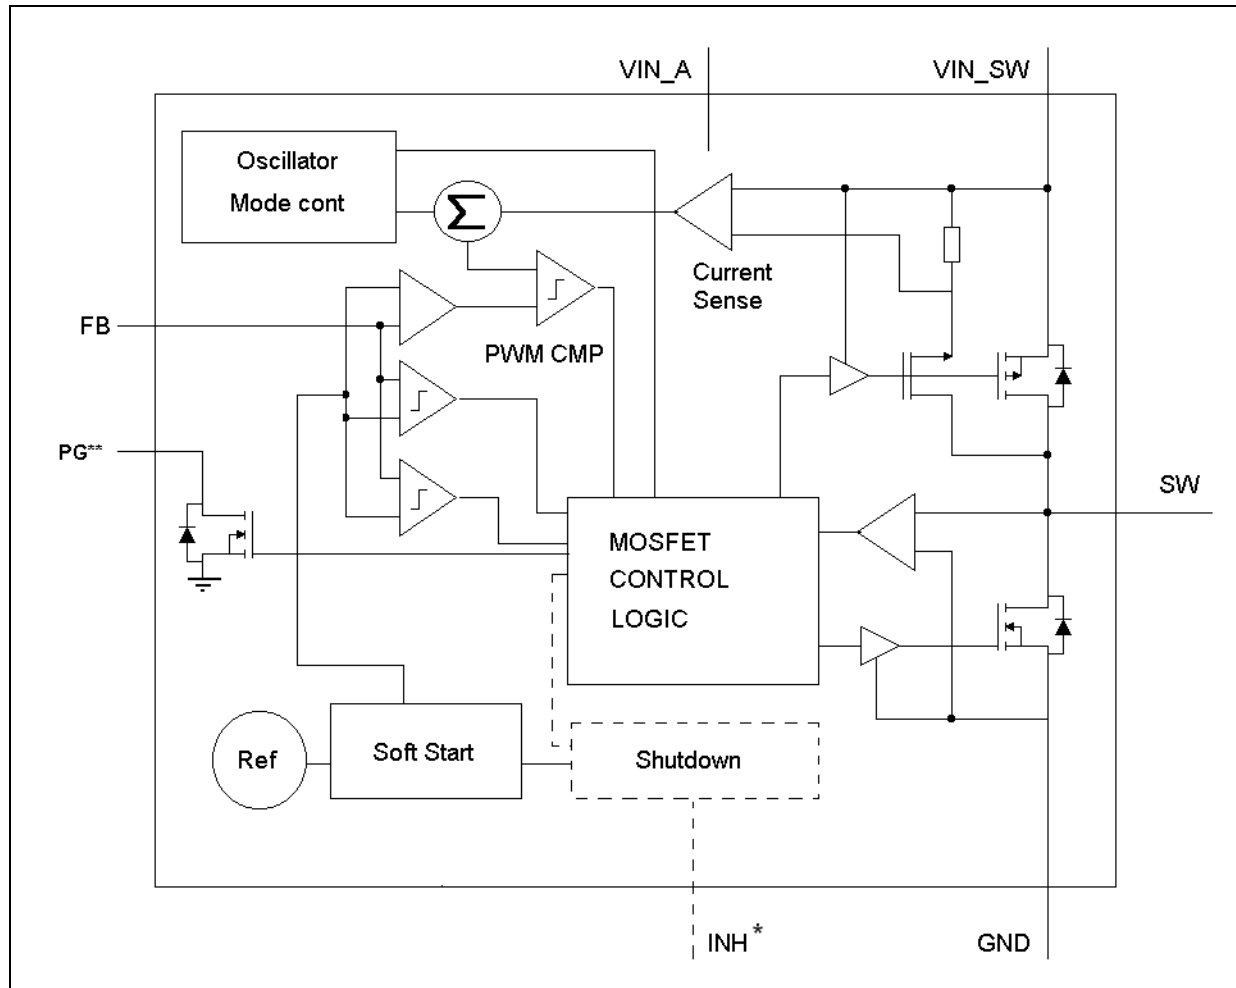 VIN_A
VIN_SW
Oscillator
Mode cont
Σ
Current
Sense
FB
PWM CMP
PG**
SW
MOSFET
CONTROL
LOGIC
Ref
Soft Start
Shutdown
INH*
GND